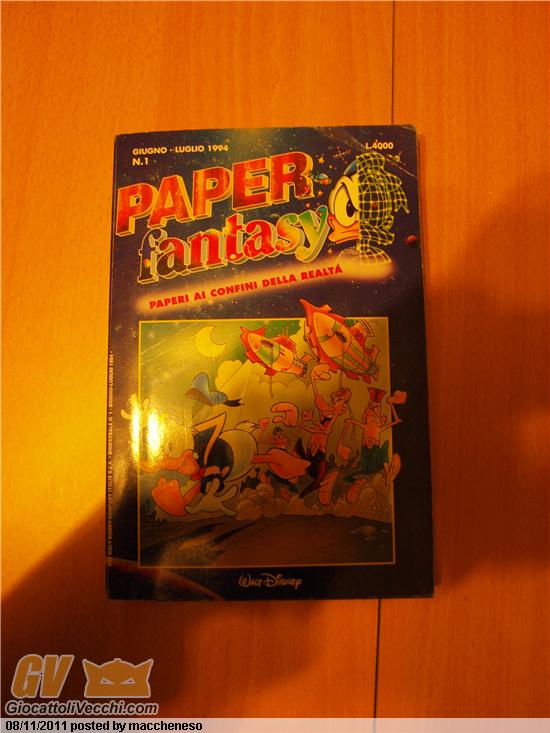 GIUGNO - LUGLIO 1994
N.1
L.4000
PAPER
fantasy
PAPERI AI CONFINI DELLA REALTÀ
WALT DISNEY
GV
GiocattoliVecchi.com
08/11/2011 posted by maccheneso